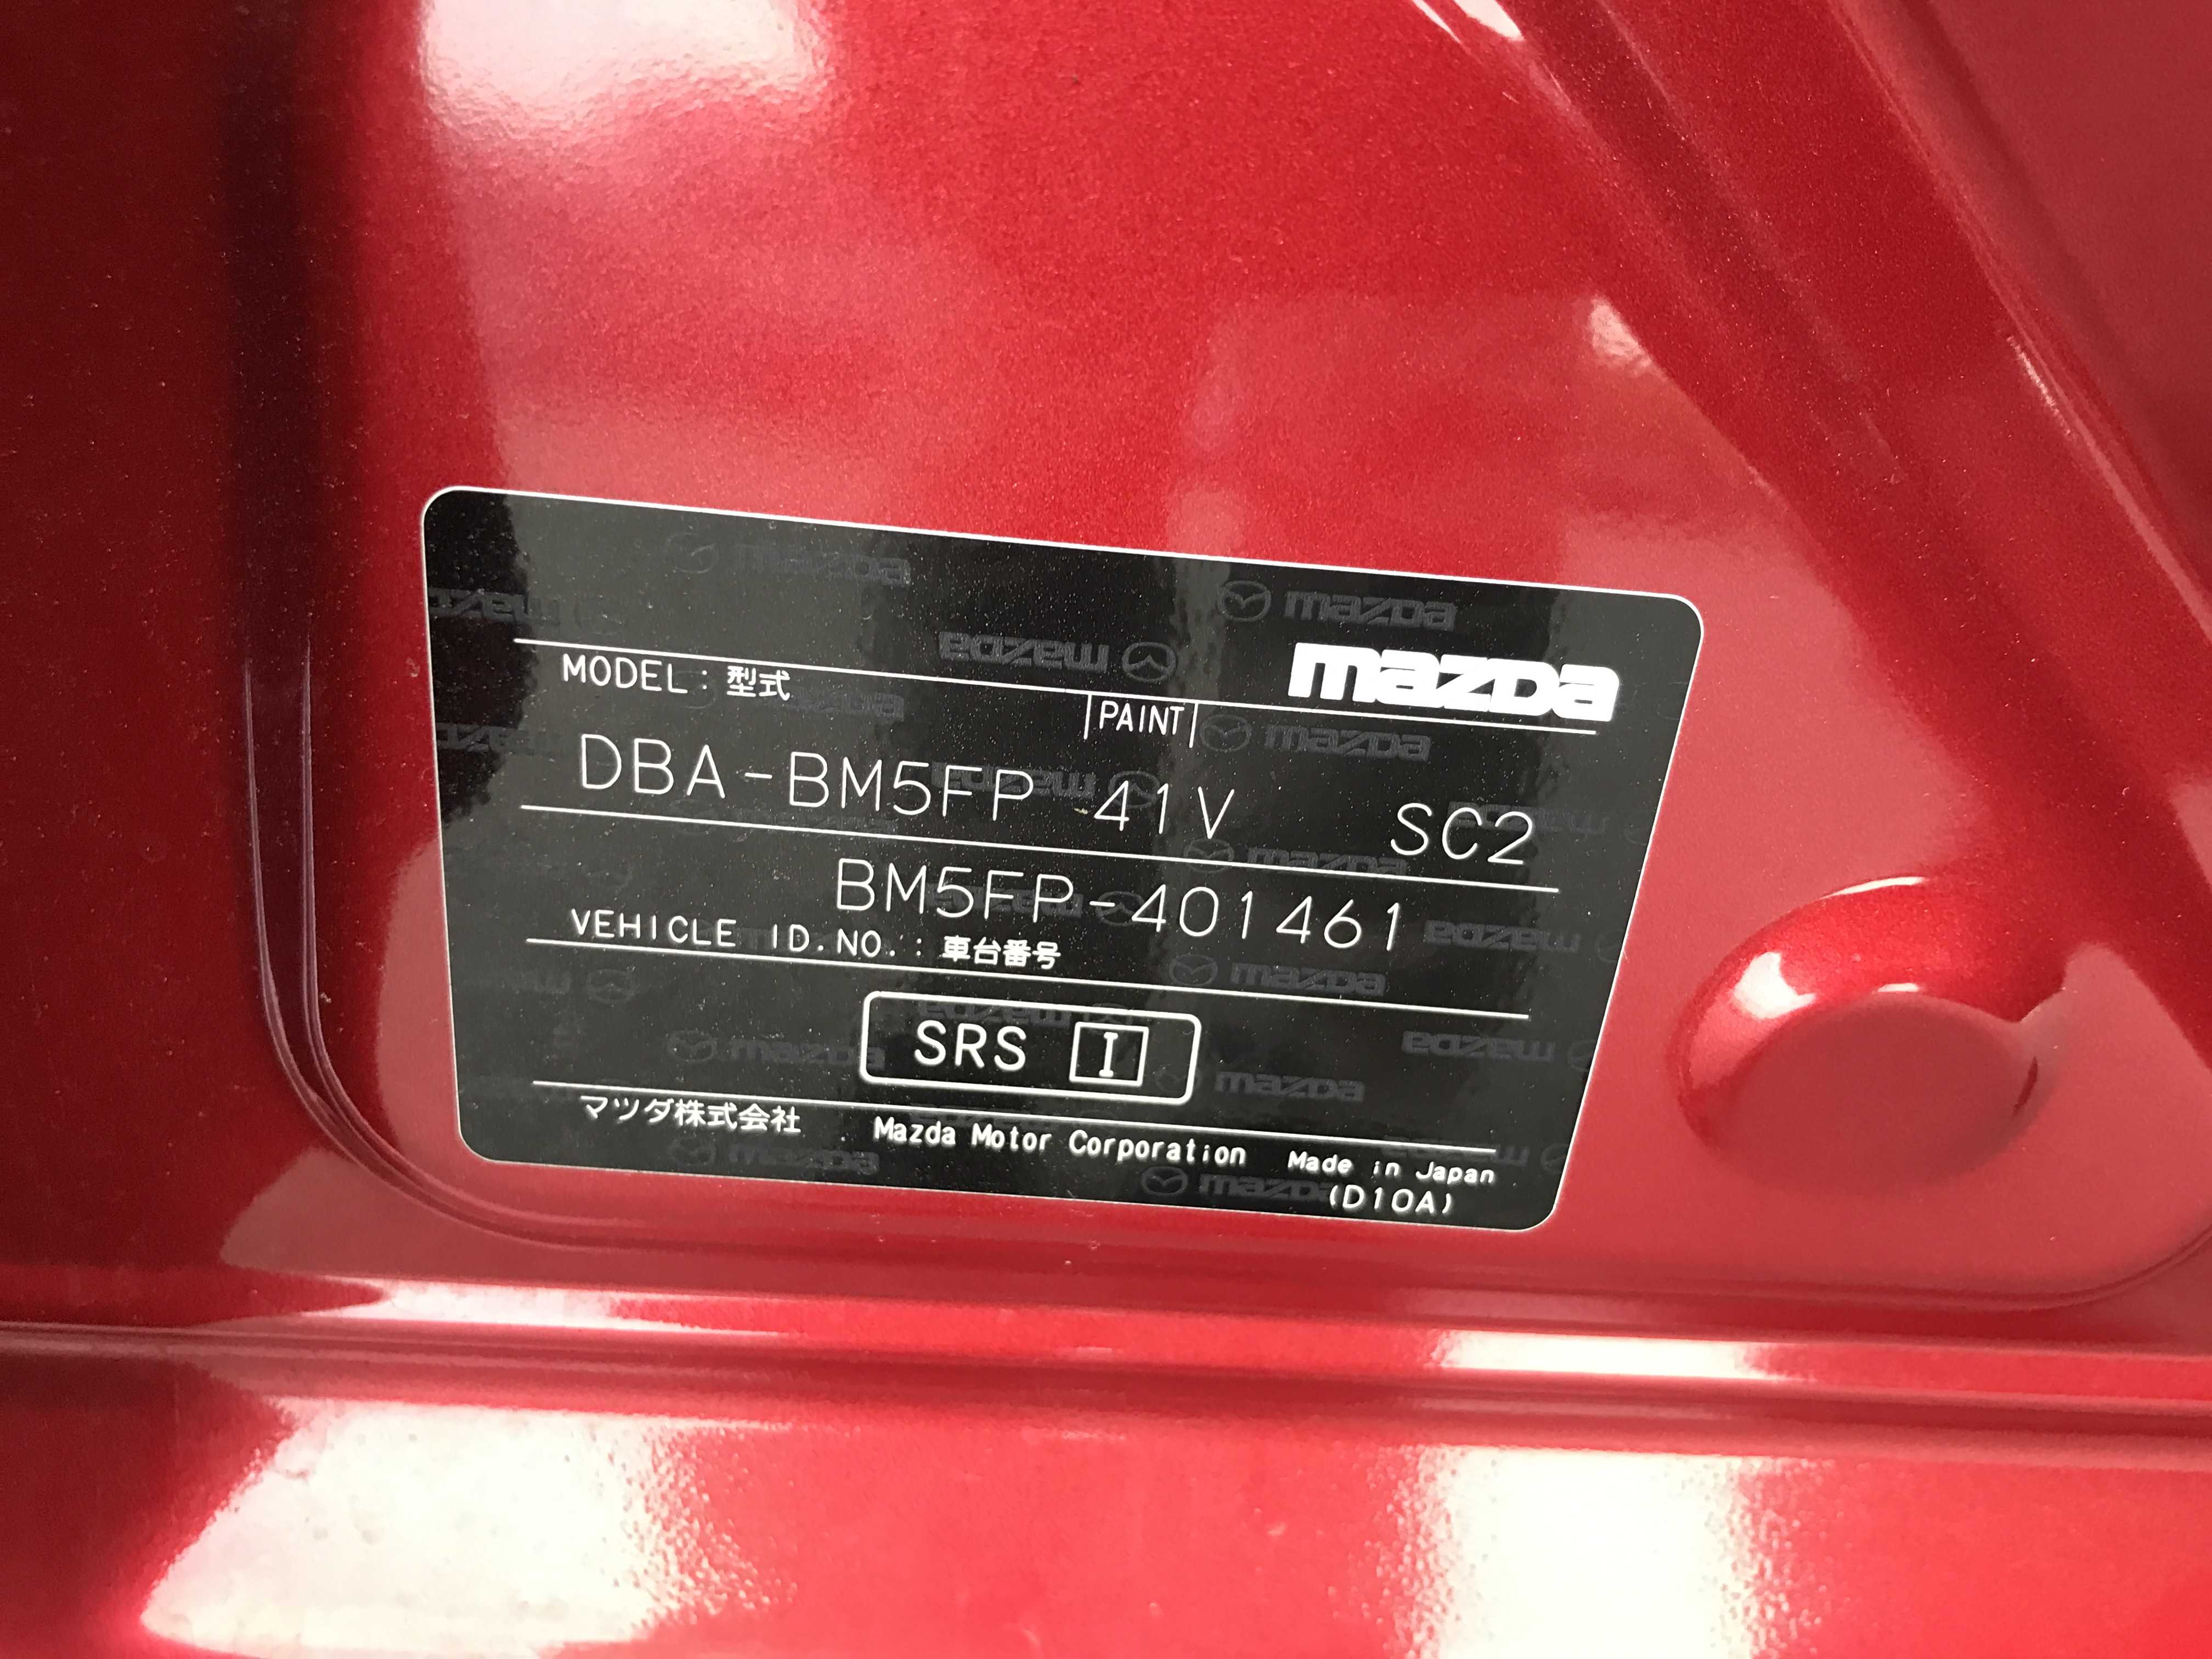 mazda
MODEL : 型式
PAINT
DBA-BM5FP 41V SC2
BM5FP-401461
VEHICLE ID.NO. : 車台番号
SRS I
マツダ株式会社 Mazda Motor Corporation Made in Japan
(D10A)